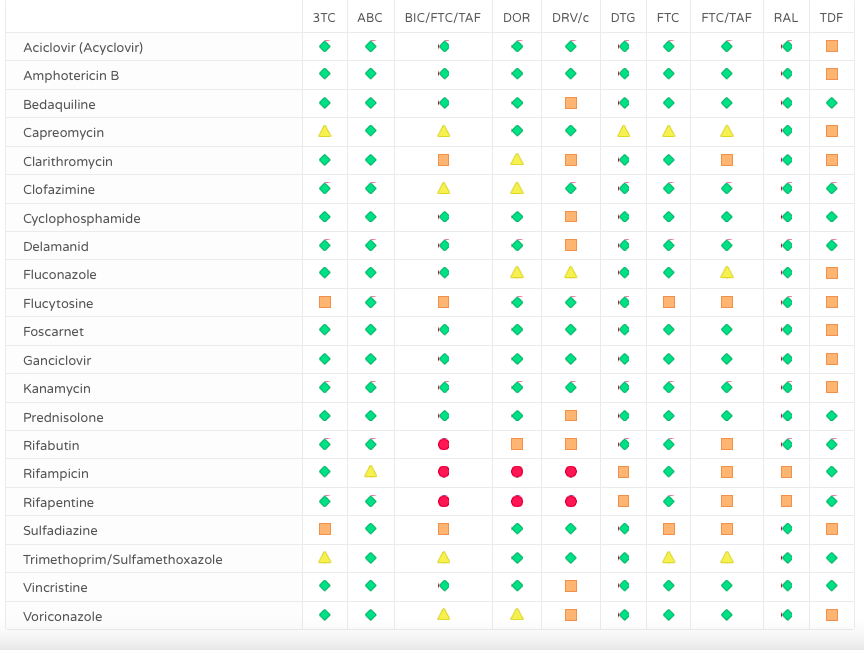 3TC ABC BIC/FTC/TAF DOR DRV/c DTG FTC FTC/TAF RAL TDF
Aciclovir (Acyclovir)
Amphotericin B
Bedaquiline
Capreomycin
Clarithromycin
Clofazimine
Cyclophosphamide
Delamanid
Fluconazole
Flucytosine
Foscarnet
Ganciclovir
Kanamycin
Prednisolone
Rifabutin
Rifampicin
Rifapentine
Sulfadiazine
Trimethoprim/Sulfamethoxazole
Vincristine
Voriconazole